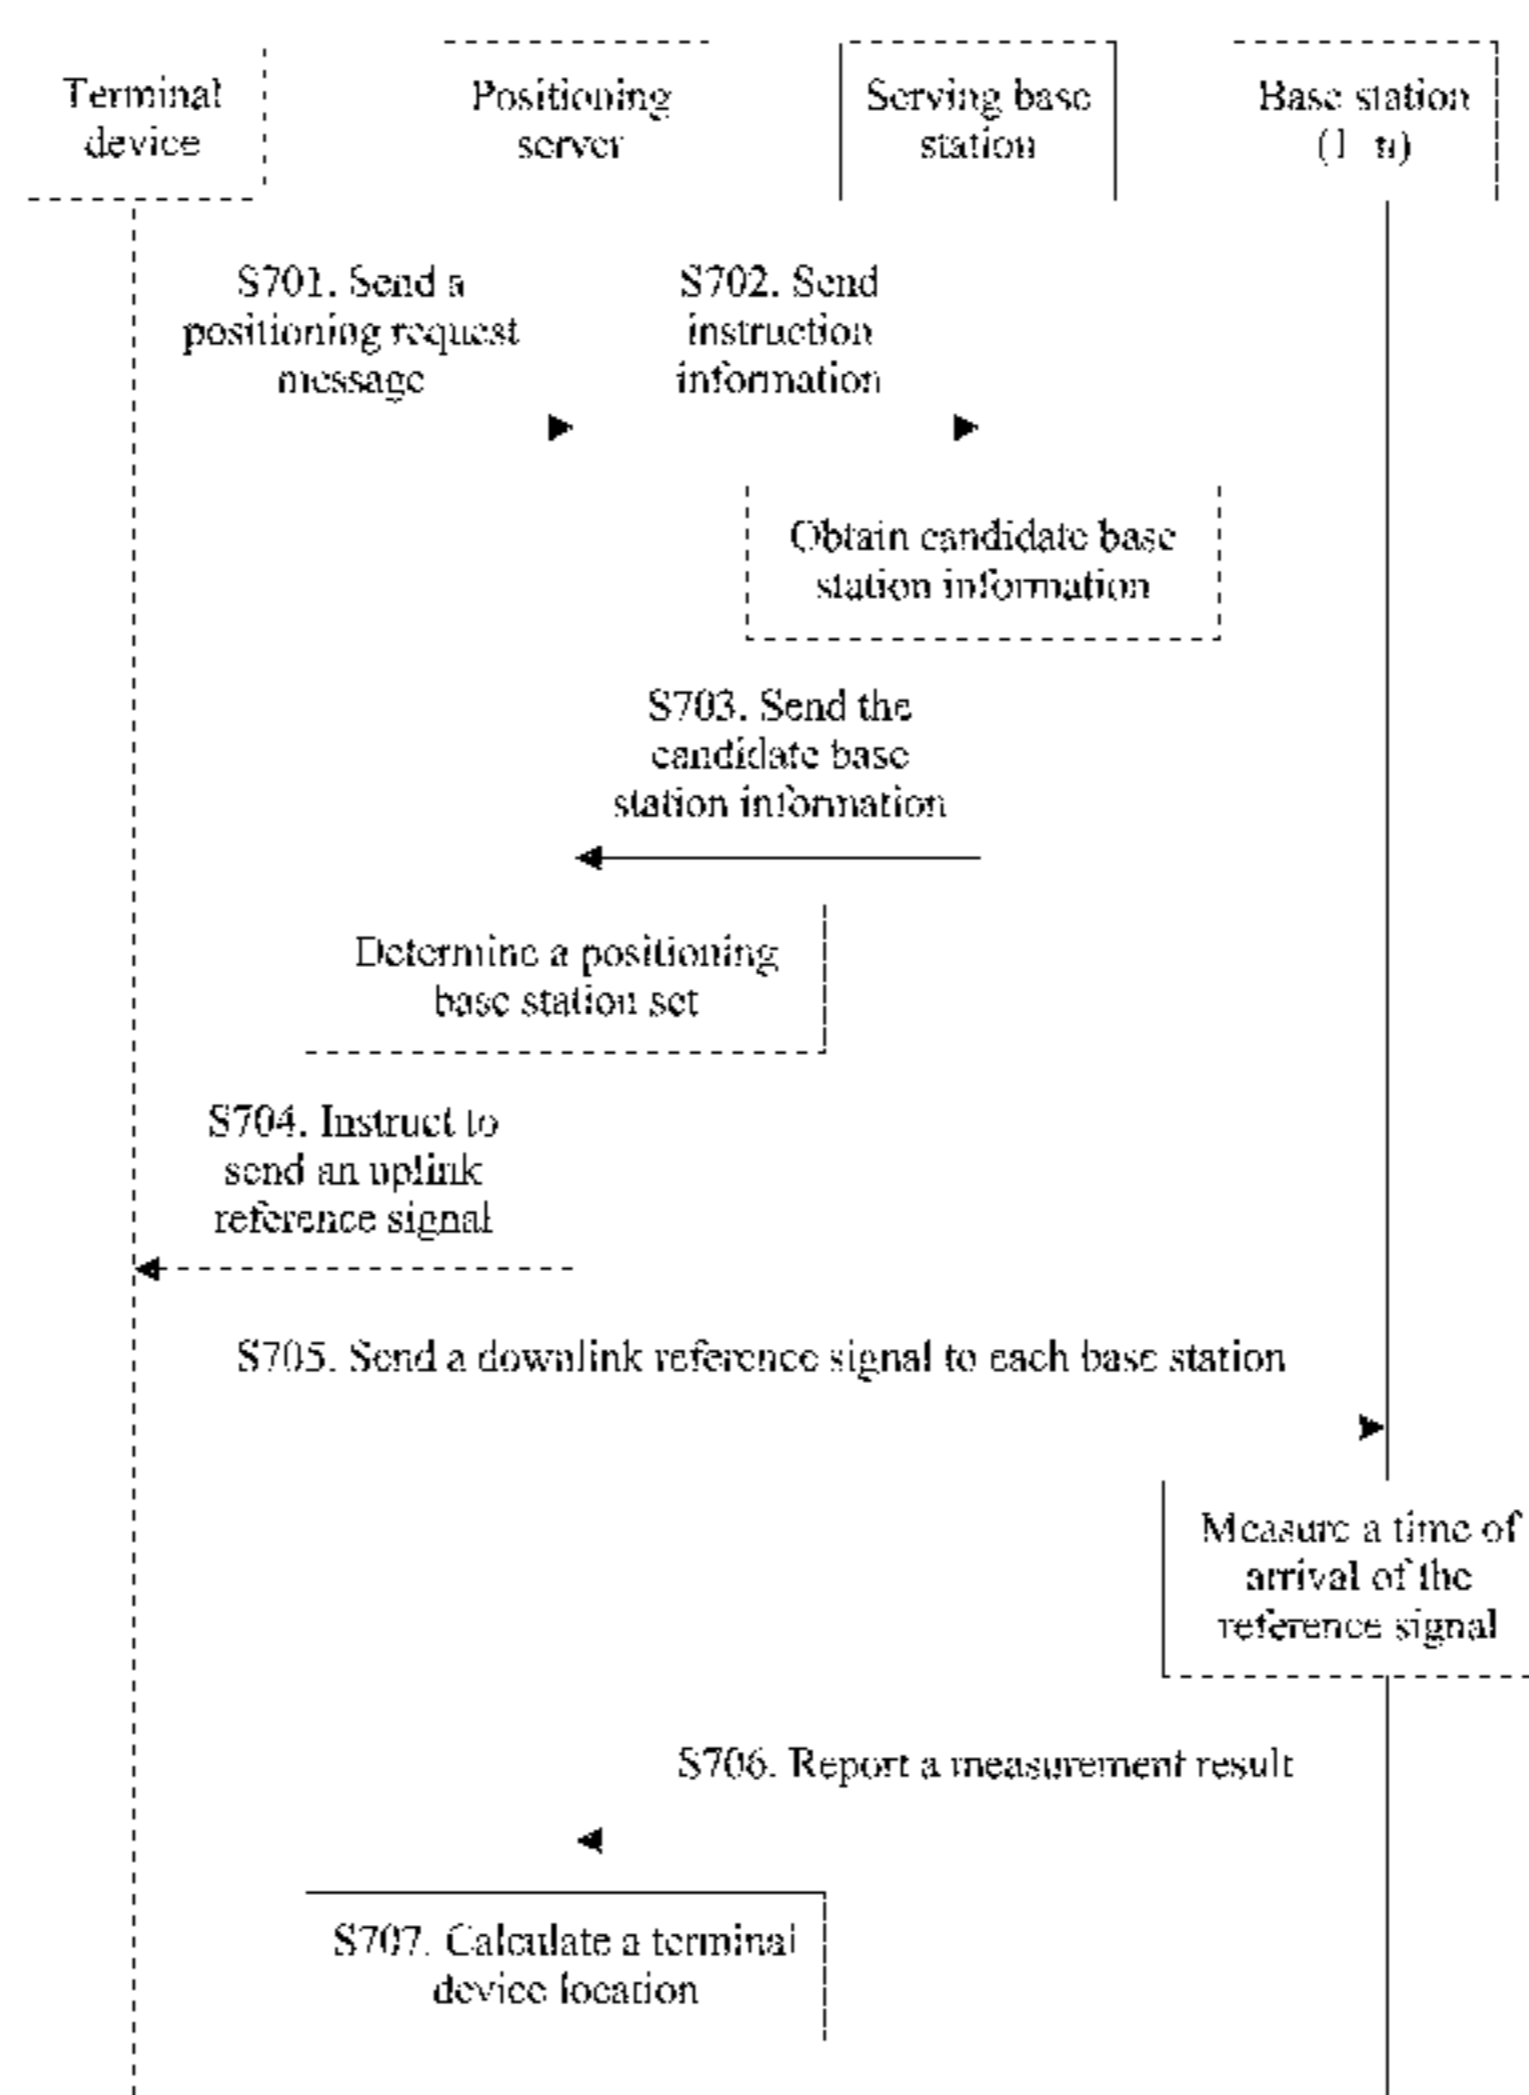 Terminal
device
Positioning
server
Serving base
station
Base station
(1 n)
S701. Send a
positioning request
message
S702. Send
instruction
information
Obtain candidate base
station information
S703. Send the
candidate base
station information
Determine a positioning
base station set
S704. Instruct to
send an uplink
reference signal
S705. Send a downlink reference signal to each base station
Measure a time of
arrival of the
reference signal
S706. Report a measurement result
S707. Calculate a terminal
device location